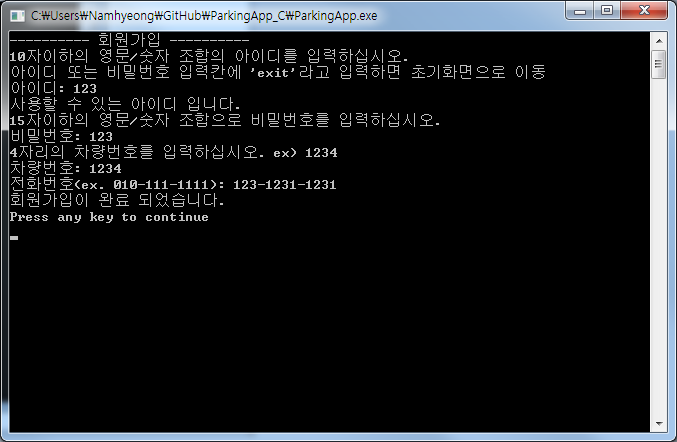 C:￦Users￦Namhyeong￦GitHub￦ParkingApp_C￦ParkingApp.exe
---------- 회원가입 ----------
10자이하의 영문/숫자 조합의 아이디를 입력하십시오.
아이디 또는 비밀번호 입력칸에 'exit'라고 입력하면 초기화면으로 이동
아이디: 123
사용할 수 있는 아이디 입니다.
15자이하의 영문/숫자 조합으로 비밀번호를 입력하십시오.
비밀번호: 123
4자리의 차량번호를 입력하십시오. ex) 1234
차량번호: 1234
전화번호(ex. 010-111-1111): 123-1231-1231
회원가입이 완료 되었습니다.
Press any key to continue